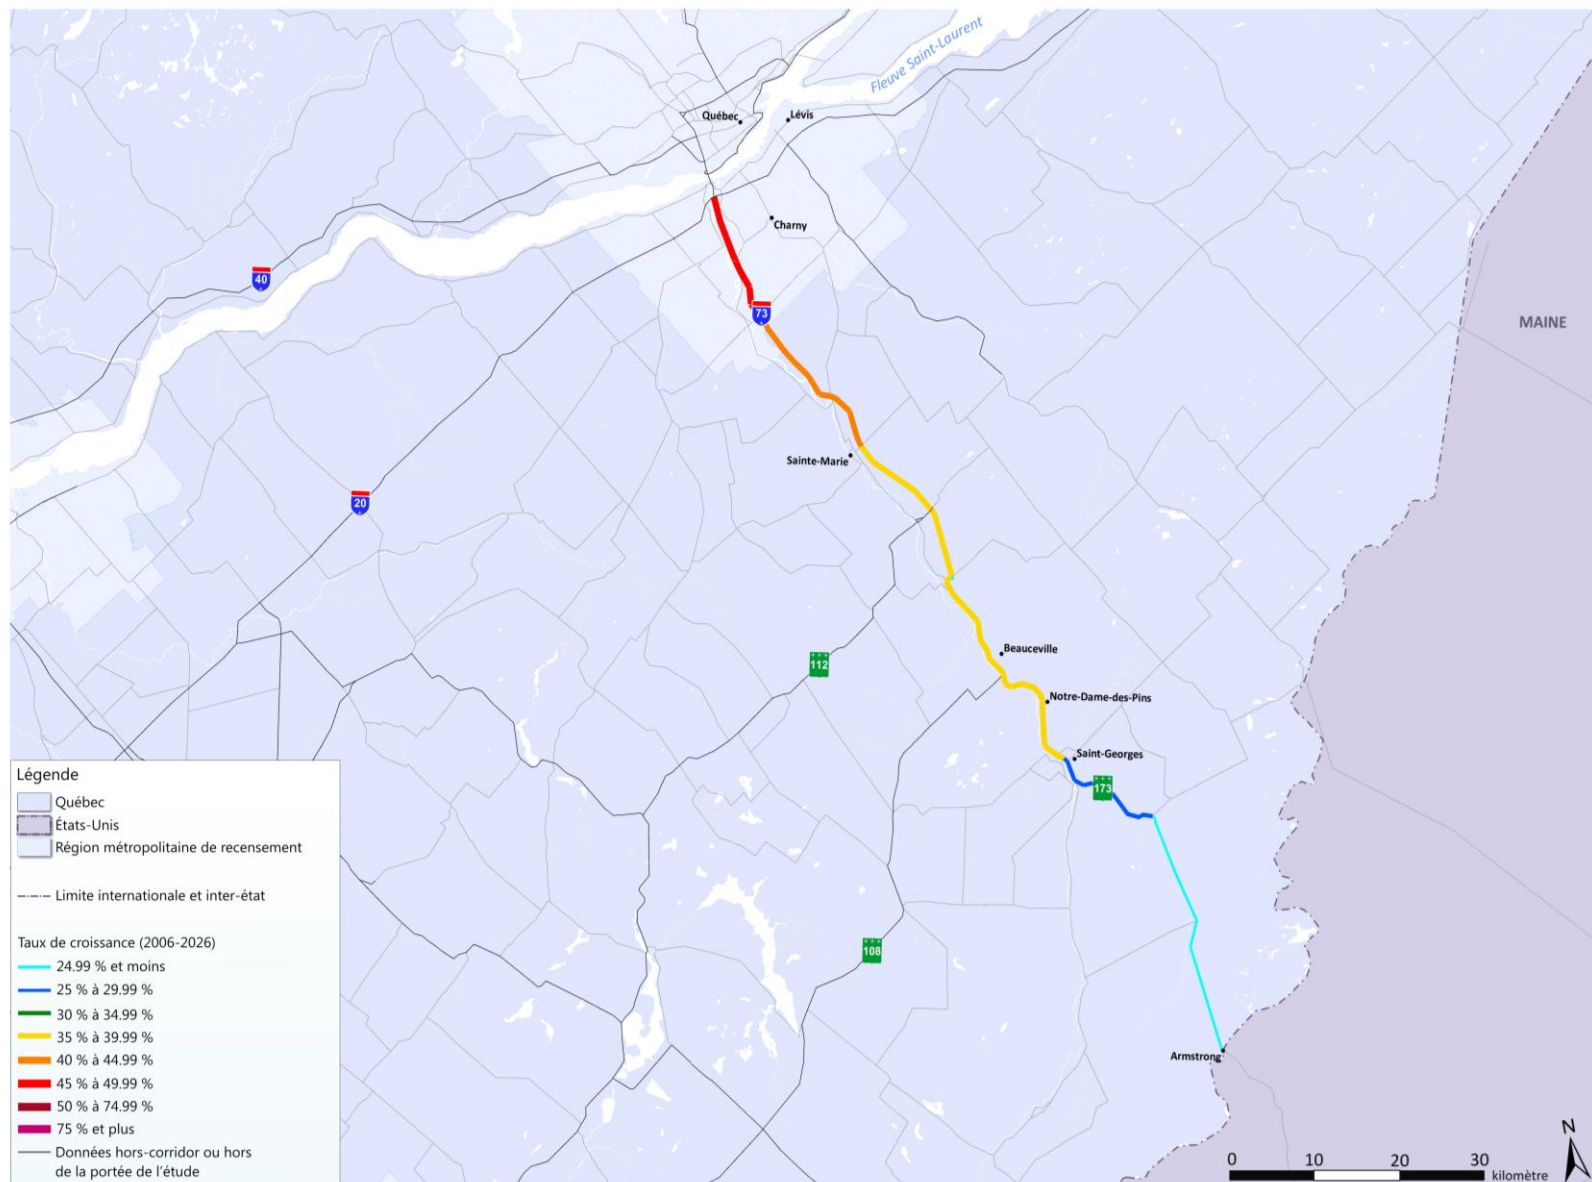 Fleuve Saint-Laurent
Québec
Lévis
Charny
40
73
MAINE
Sainte-Marie
20
Beauceville
112
Notre-Dame-des-Pins
Saint-Georges
173
108
Armstrong
Légende
Québec
États-Unis
Région métropolitaine de recensement
Limite internationale et inter-état
Taux de croissance (2006-2026)
24.99 % et moins
25 % à 29.99 %
30 % à 34.99 %
35 % à 39.99 %
40 % à 44.99 %
45 % à 49.99 %
50 % à 74.99 %
75 % et plus
Données hors-corridor ou hors
de la portée de l'étude
N
0 10 20 30
kilomètre